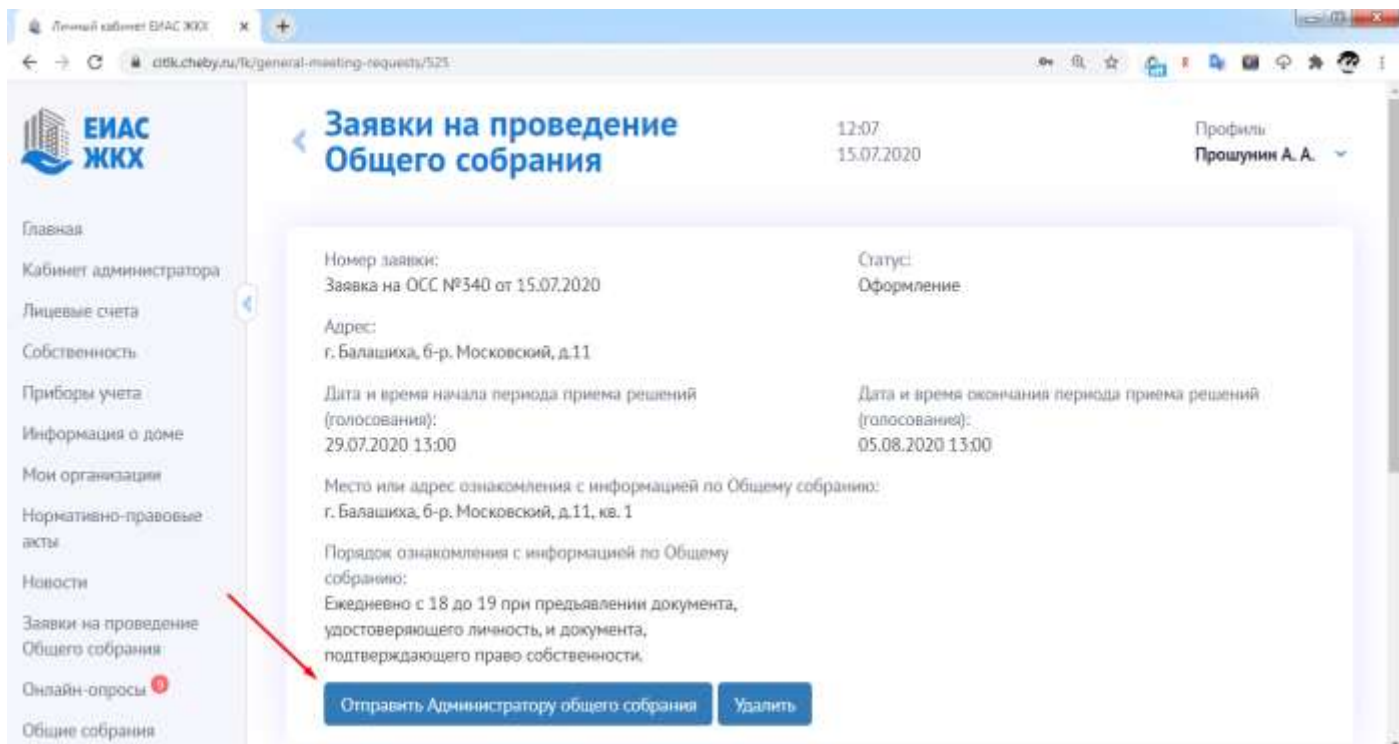 Личный кабинет ЕИАС ЖКХ
citlk.cheby.ru/lk/general-meeting-requests/525
ЕИАС
ЖКХ
Заявки на проведение
Общего собрания
12:07
15.07.2020
Профиль
Прошунин А. А.
Главная
Кабинет администратора
Лицевые счета
Собственность
Приборы учета
Информация о доме
Мои организации
Нормативно-правовые
акты
Новости
Заявки на проведение
Общего собрания
Онлайн-опросы
Общие собрания
Номер заявки:
Заявка на ОСС №340 от 15.07.2020
Статус:
Оформление
Адрес:
г. Балашиха, б-р. Московский, д.11
Дата и время начала периода приема решений
(голосования):
29.07.2020 13:00
Дата и время окончания периода приема решений
(голосования):
05.08.2020 13:00
Место или адрес ознакомления с информацией по Общему собранию:
г. Балашиха, б-р. Московский, д.11, кв. 1
Порядок ознакомления с информацией по Общему
собранию:
Ежедневно с 18 до 19 при предъявлении документа,
удостоверяющего личность, и документа,
подтверждающего право собственности.
Отправить Администратору общего собрания
Удалить